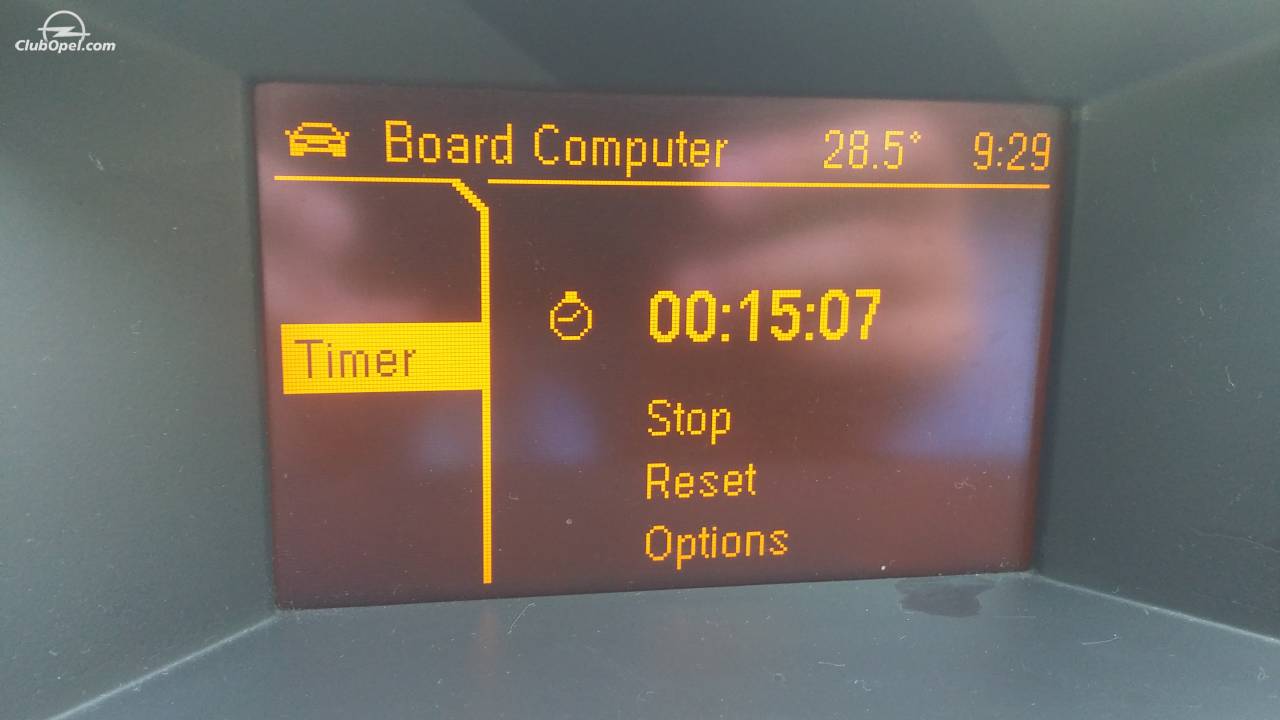 ClubOpel.com
Board Computer 28.5° 9:29
00:15:07
Timer
Stop
Reset
Options